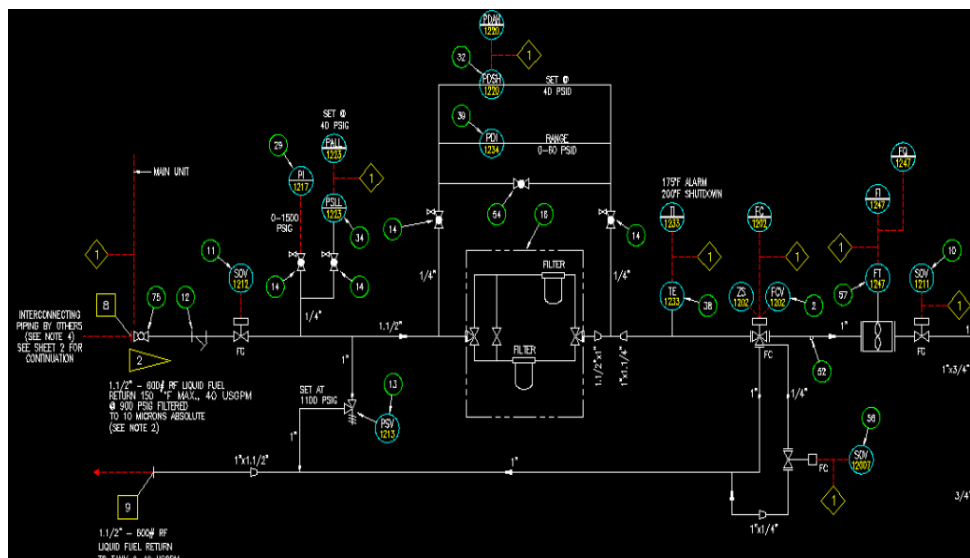 PDAH
1220
1
32
PDSH
1220
SET @
40 PSID
39
PDI
1234
RANGE
0-60 PSID
SET @
40 PSIG
PALL
1223
29
PI
1217
1
PSLL
1223
34
0-1500
PSIG
MAIN UNIT
54
14
18
14
175°F ALARM
200°F SHUTDOWN
TI
1233
FC
1202
FQ
1247
FI
1247
1
1
1
11
SOV
1212
14
14
1/4"
1/4"
1/4"
FILTER
TE
1233
38
ZS
1202
FCV
1202
2
57
FT
1247
SOV
1211
10
1
1
8
75
12
INTERCONNECTING
PIPING BY OTHERS
(SEE NOTE 4)
SEE SHEET 2 FOR
CONTINUATION
2
FC
1.1/2"
FILTER
1.1/2"x1"
1"x1.1/4"
FC
1"
52
FC
1"
1"x3/4"
1.1/2" - 600# RF LIQUID FUEL
RETURN 150 °F MAX., 40 USGPM
@ 900 PSIG FILTERED
TO 10 MICRONS ABSOLUTE
(SEE NOTE 2)
1"
SET AT
1100 PSIG
13
PSV
1213
1"
1"
1/4"
56
SOV
12007
FC
1
1"x1.1/2"
1"
1"x1/4"
3/4"
9
1.1/2" - 600# RF
LIQUID FUEL RETURN